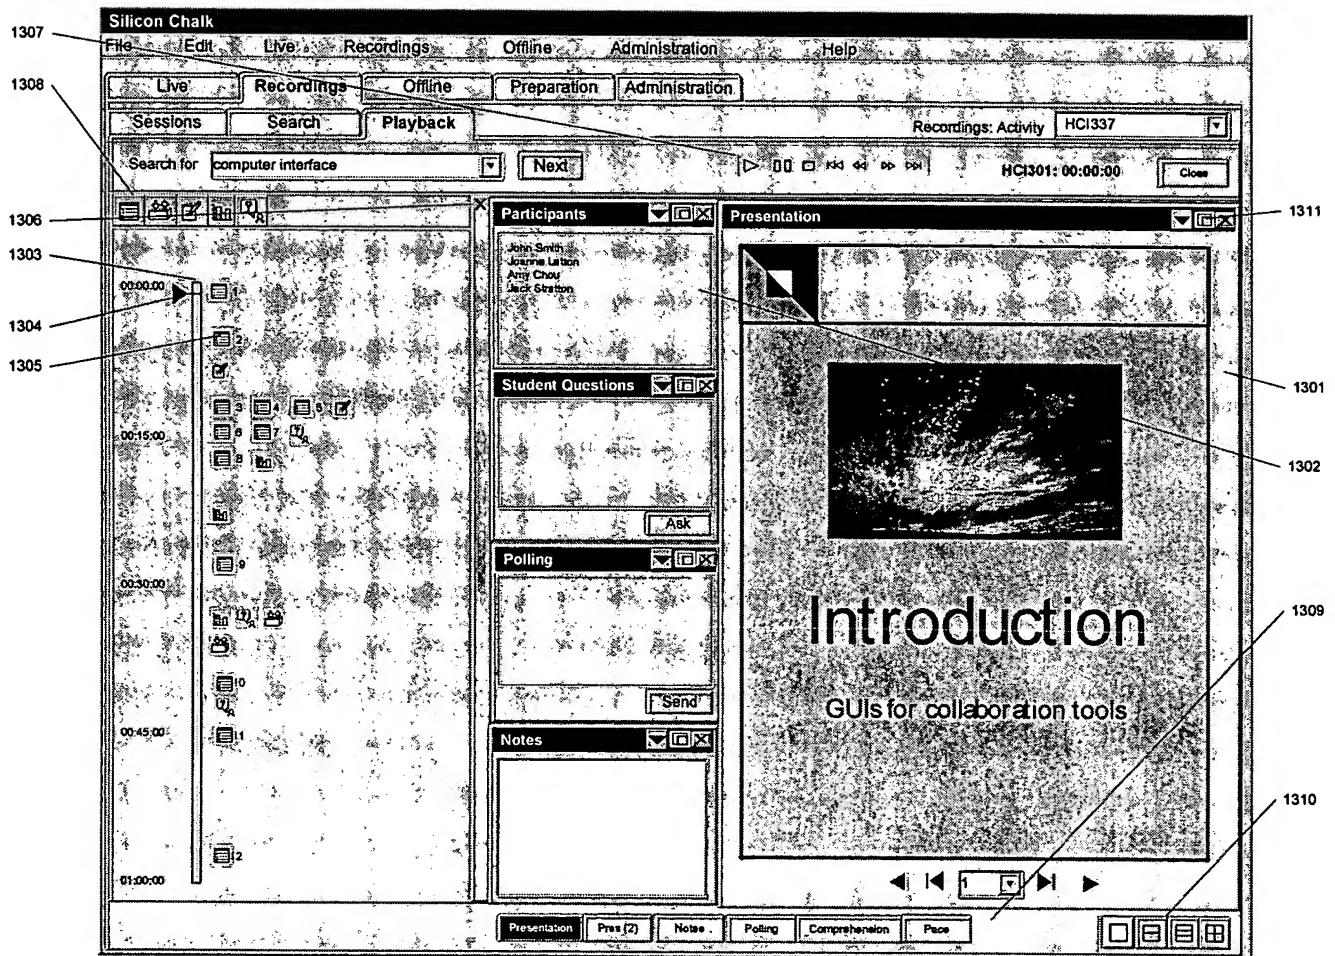 Silicon Chalk
File Edit Live Recordings Offline Administration Help
Live Recordings Offline Preparation Administration
Sessions Search Playback Recordings: Activity HCI337
Search for computer interface Next HCI301: 00:00:00 Close
Participants
John Smith
Joanne Latton
Amy Chou
Jack Stratton
Student Questions
Ask
Polling
Send
Notes
Presentation
Introduction
GUIs for collaboration tools
1
00:00:00 1
2
3 4 5
00:15:00 6 7
8
9
00:30:00
10
00:45:00 11
12
01:00:00
Presentation Pres (2) Notes Polling Comprehension Pace
1307
1308
1306
1303
1304
1305
1311
1301
1302
1309
1310